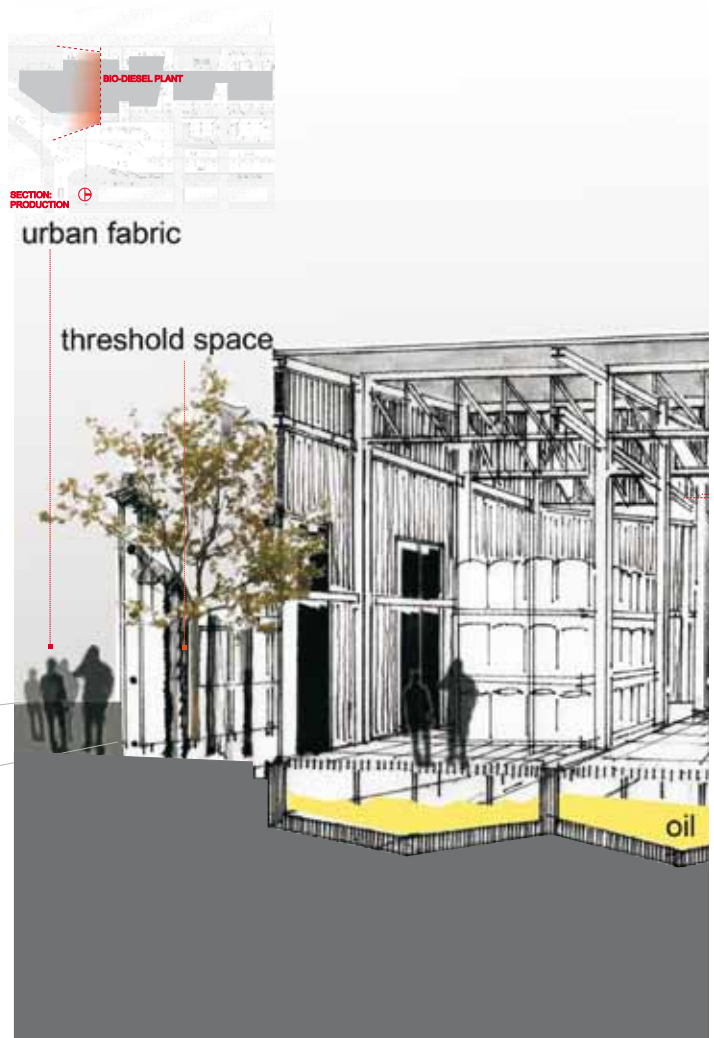 BIO-DIESEL PLANT
SECTION:
PRODUCTION
urban fabric
threshold space
oil